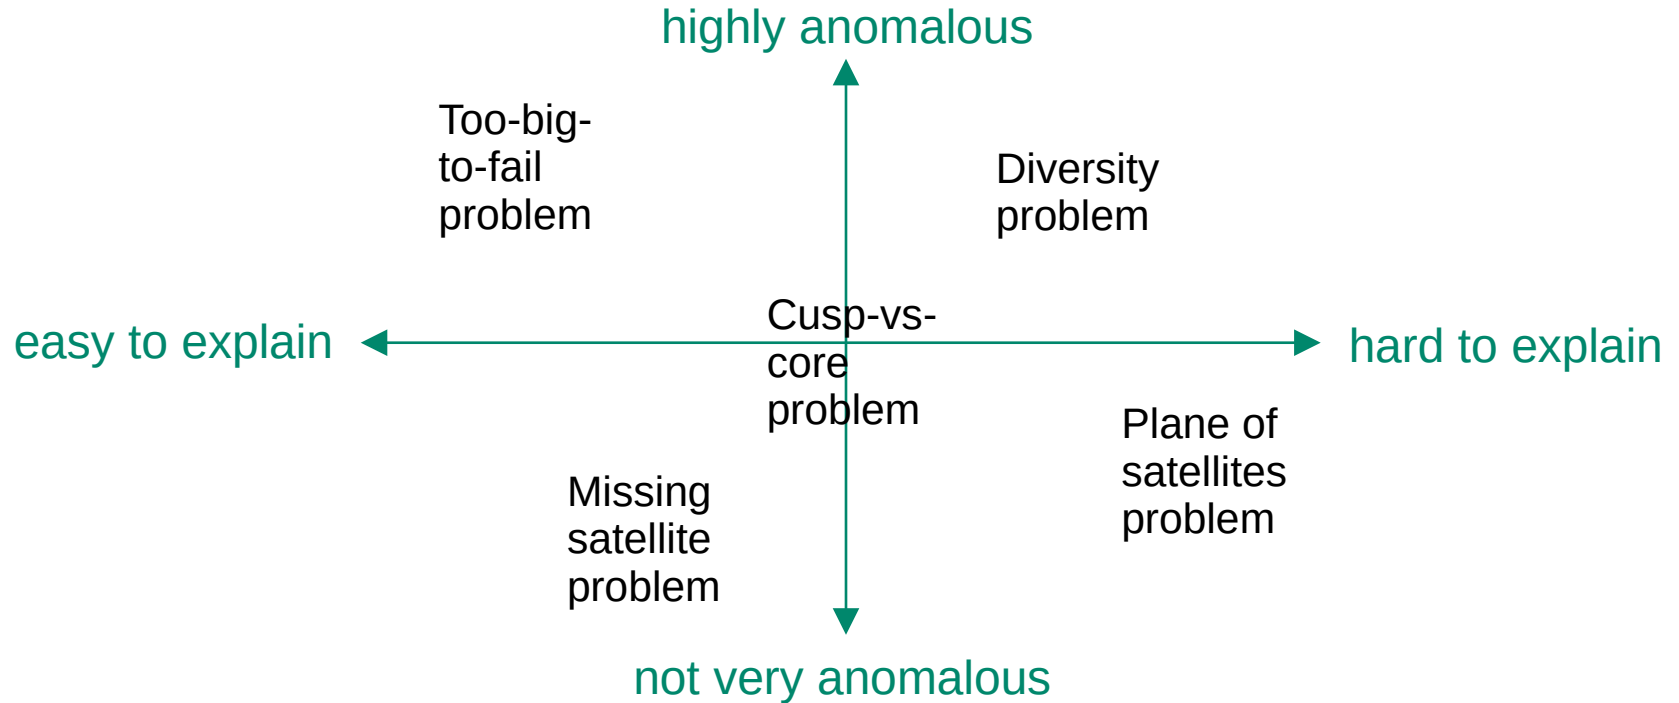 highly anomalous
Too-big-
to-fail
problem
Diversity
problem
easy to explain
Cusp-vs-
core
problem
hard to explain
Missing
satellite
problem
Plane of
satellites
problem
not very anomalous